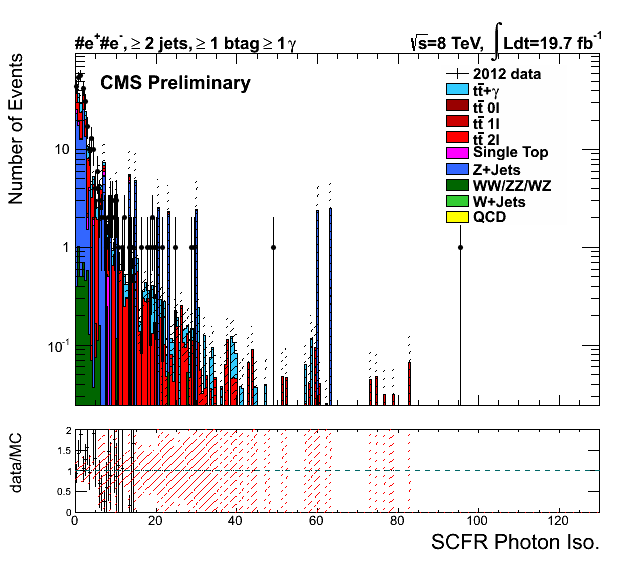 #e⁺#e⁻, ≥ 2 jets, ≥ 1 btag ≥ 1 γ
√s=8 TeV, ∫Ldt=19.7 fb⁻¹
CMS Preliminary
2012 data
tt̄+γ
tt̄ 0l
tt̄ 1l
tt̄ 2l
Single Top
Z+Jets
WW/ZZ/WZ
W+Jets
QCD
Number of Events
10
1
10⁻¹
data/MC
2
1.5
1
0.5
0
0 20 40 60 80 100 120
SCFR Photon Iso.